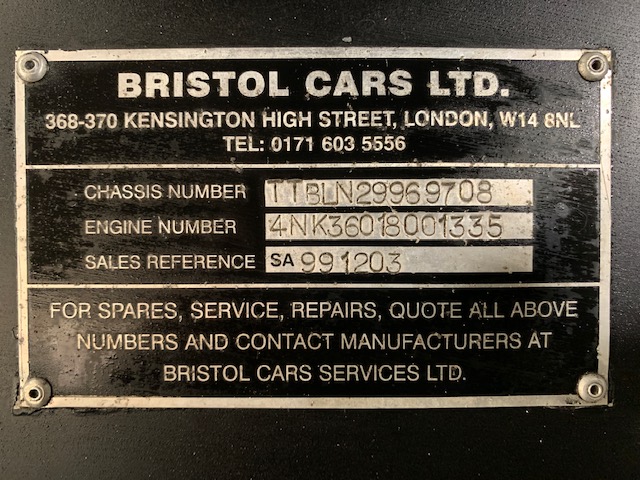 BRISTOL CARS LTD.
368-370 KENSINGTON HIGH STREET, LONDON, W14 8NL
TEL: 0171 603 5556
CHASSIS NUMBER TTBLN29969708
ENGINE NUMBER 4NK36018001335
SALES REFERENCE SA 991203
FOR SPARES, SERVICE, REPAIRS, QUOTE ALL ABOVE
NUMBERS AND CONTACT MANUFACTURERS AT
BRISTOL CARS SERVICES LTD.